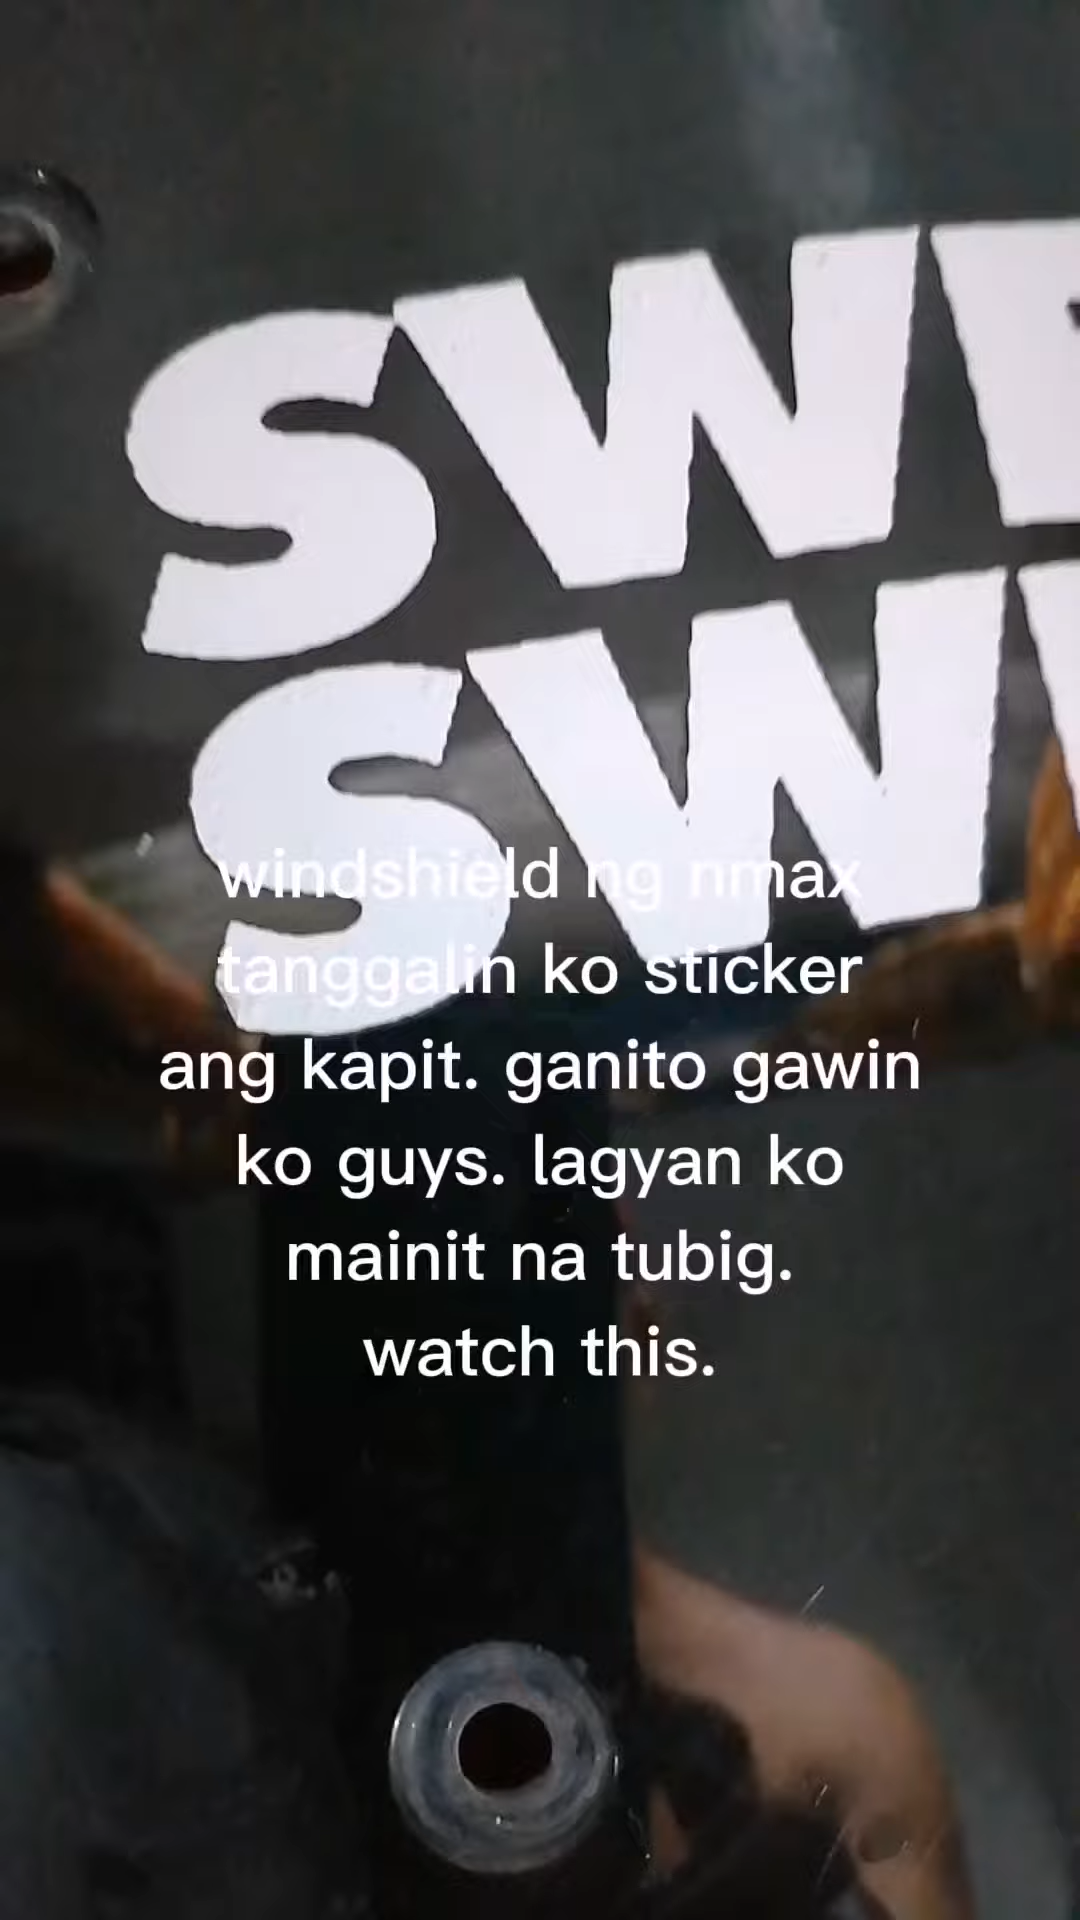 SW
SW
windshield ng nmax
tanggalin ko sticker
ang kapit. ganito gawin
ko guys. lagyan ko
mainit na tubig.
watch this.